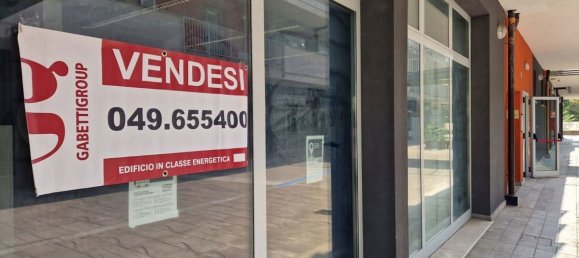 g
GABETTIGROUP
VENDESI
049.655400
EDIFICIO IN CLASSE ENERGETICA